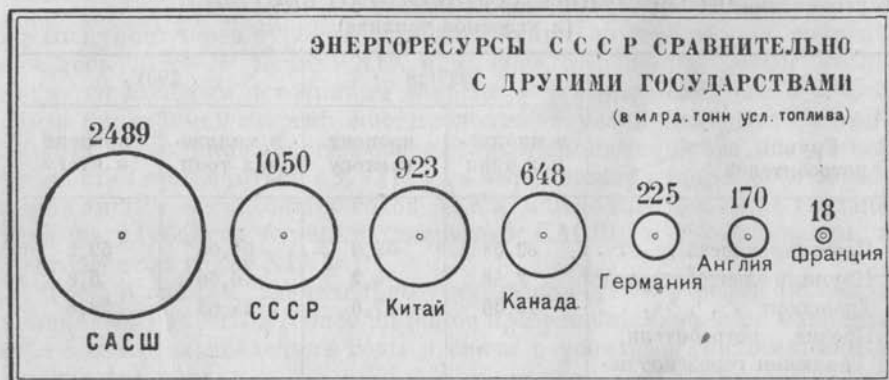 ЭНЕРГОРЕСУРСЫ СССР СРАВНИТЕЛЬНО
С ДРУГИМИ ГОСУДАРСТВАМИ
(в млрд. тонн усл. топлива)
2489
1050
923
648
225
170
18
САСШ
СССР
Китай
Канада
Германия
Англия
Франция